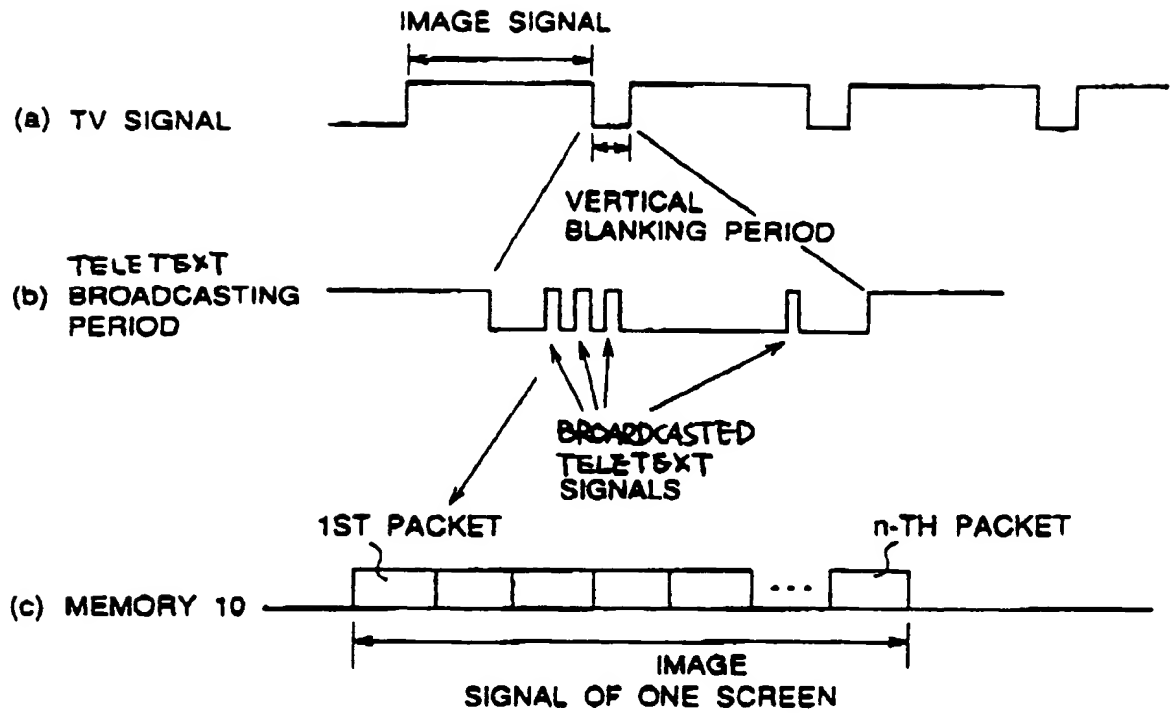 IMAGE SIGNAL
(a) TV SIGNAL
VERTICAL
BLANKING PERIOD
TELETEXT
(b) BROADCASTING
PERIOD
BROARDCASTED
TELETEXT
SIGNALS
1ST PACKET
n-TH PACKET
...
(c) MEMORY 10
IMAGE
SIGNAL OF ONE SCREEN